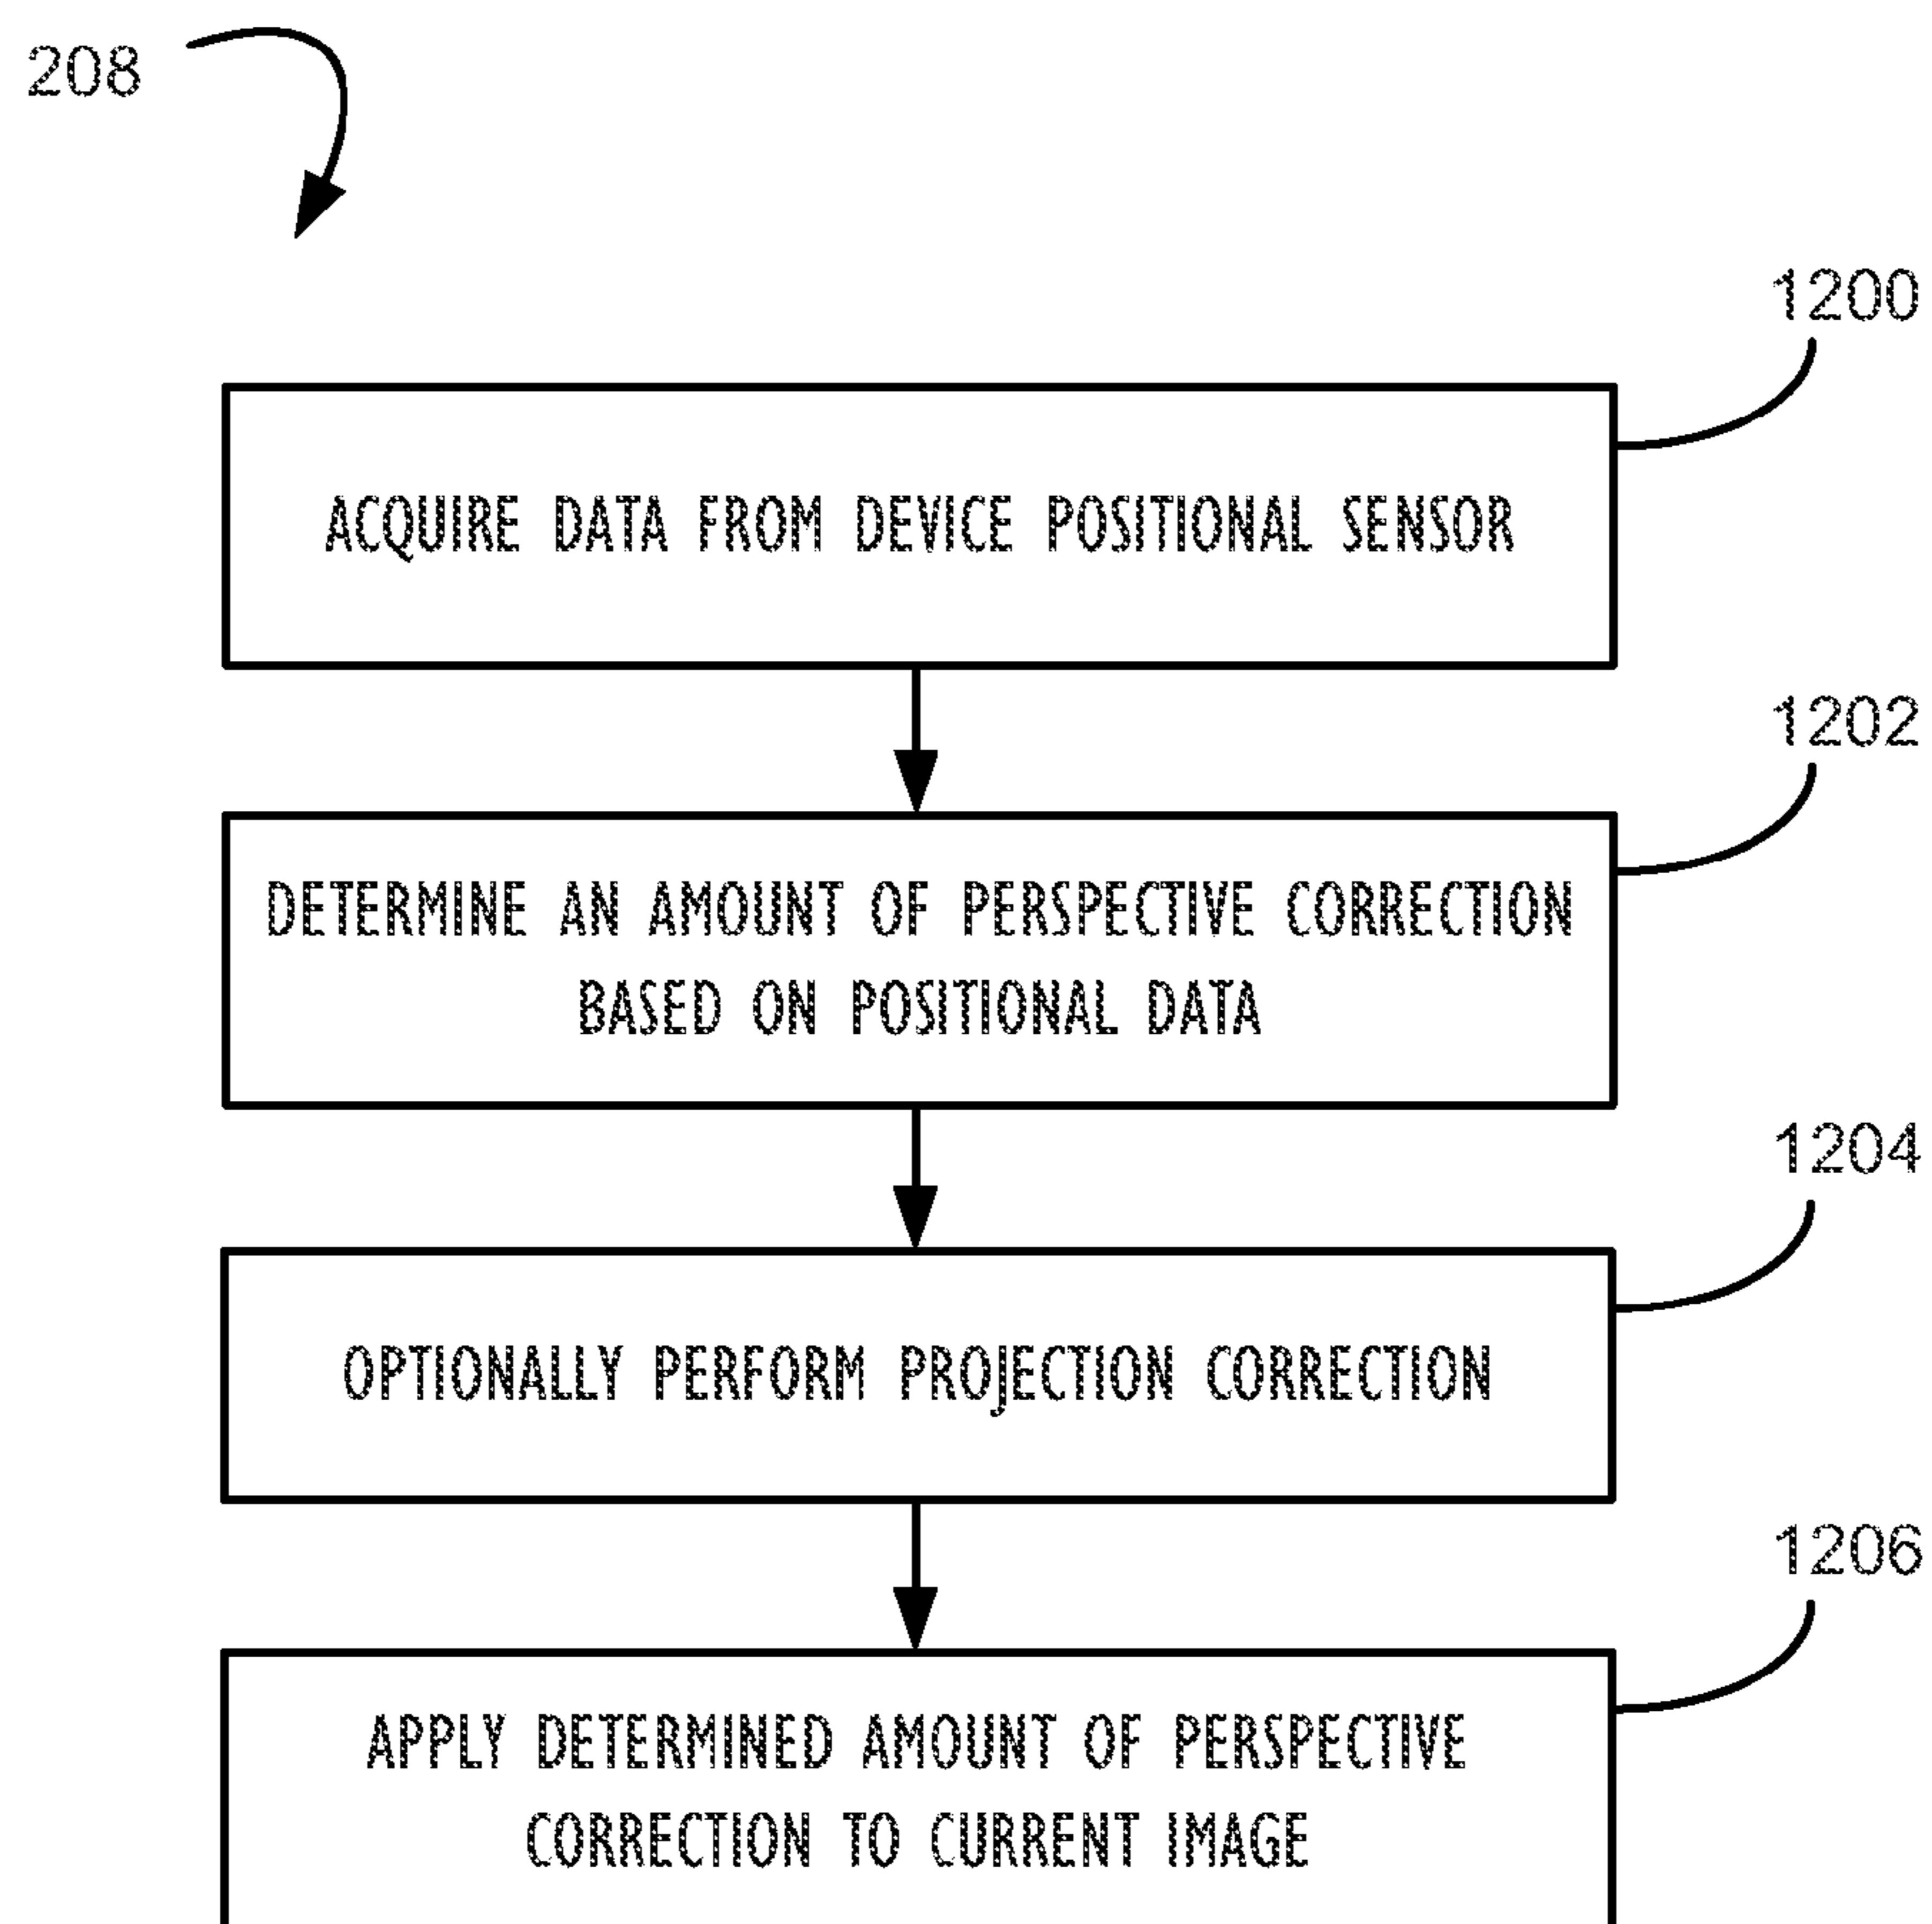 208
1200
ACQUIRE DATA FROM DEVICE POSITIONAL SENSOR
1202
DETERMINE AN AMOUNT OF PERSPECTIVE CORRECTION
BASED ON POSITIONAL DATA
1204
OPTIONALLY PERFORM PROJECTION CORRECTION
1206
APPLY DETERMINED AMOUNT OF PERSPECTIVE
CORRECTION TO CURRENT IMAGE